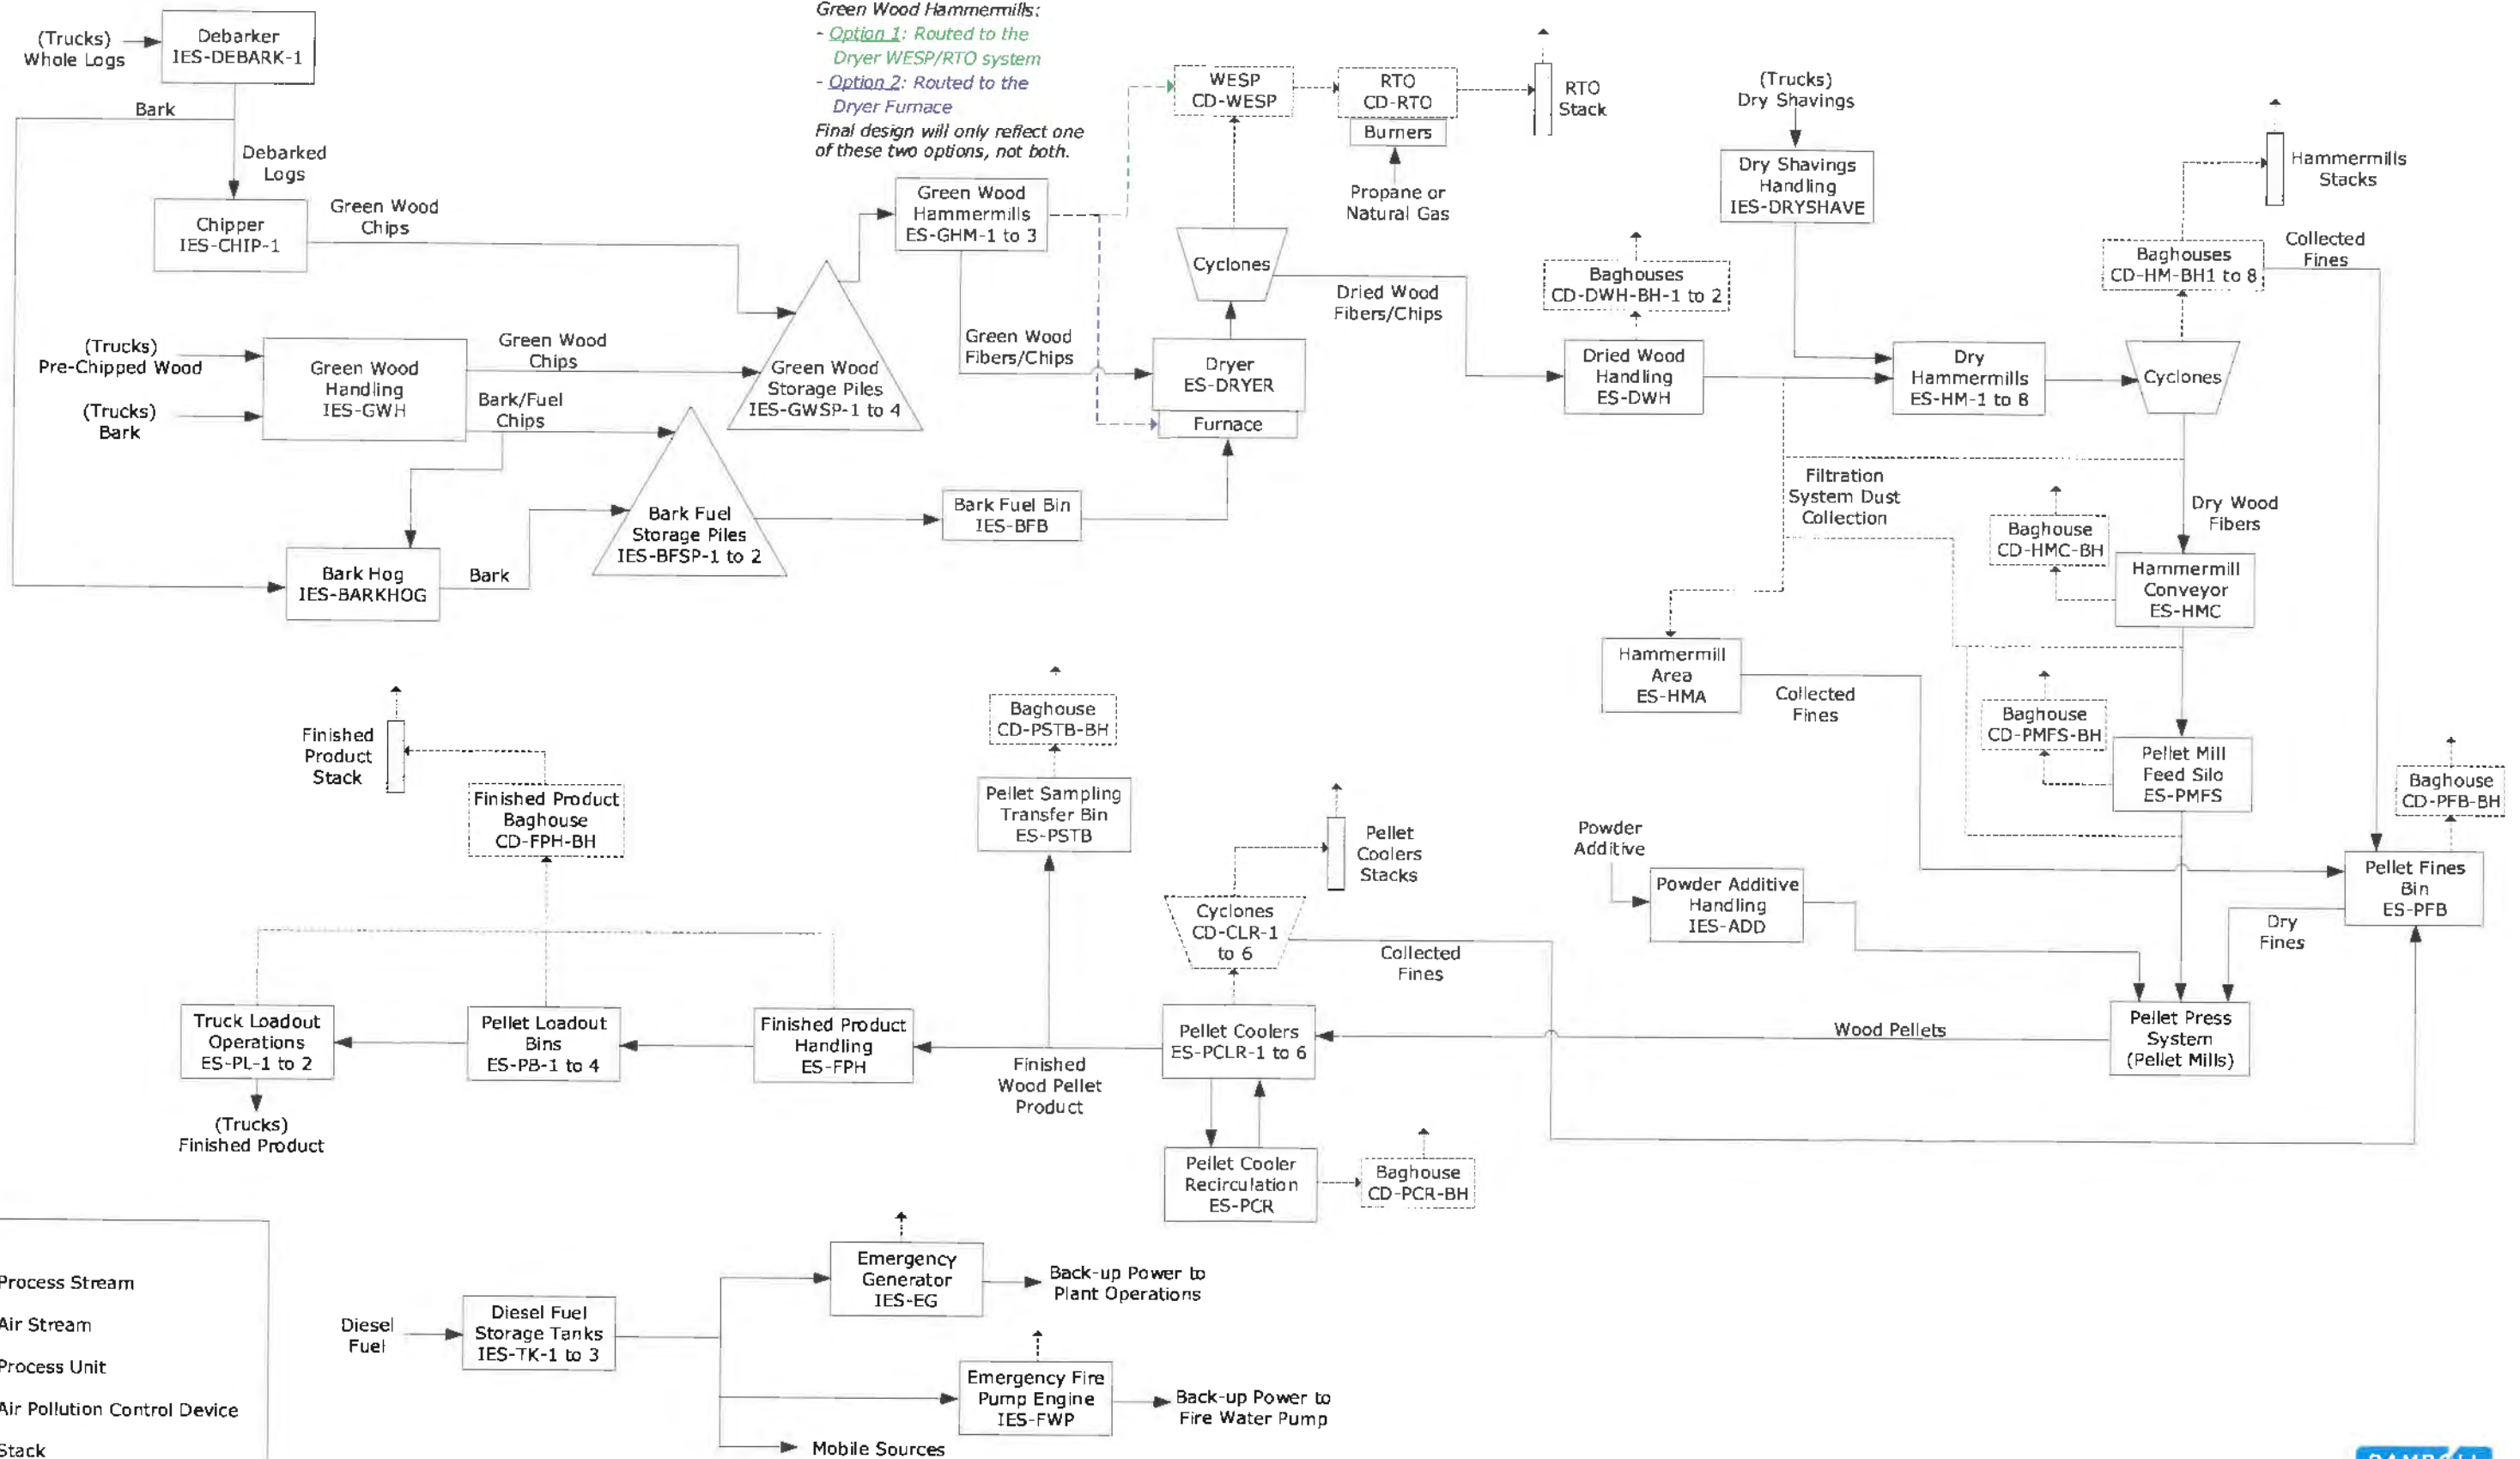 (Trucks)
Whole Logs
Debarker
IES-DEBARK-1
Bark
Debarked
Logs
Chipper
IES-CHIP-1
Green Wood
Chips
Green Wood Hammermills:
- Option 1: Routed to the
Dryer WESP/RTO system
- Option 2: Routed to the
Dryer Furnace
Final design will only reflect one
of these two options, not both.
WESP
CD-WESP
RTO
CD-RTO
Burners
RTO
Stack
Propane or
Natural Gas
(Trucks)
Dry Shavings
Dry Shavings
Handling
IES-DRYSHAVE
Hammermills
Stacks
Baghouses
CD-HM-BH1 to 8
Collected
Fines
Green Wood
Hammermills
ES-GHM-1 to 3
Cyclones
Dried Wood
Fibers/Chips
Baghouses
CD-DWH-BH-1 to 2
(Trucks)
Pre-Chipped Wood
(Trucks)
Bark
Green Wood
Handling
IES-GWH
Green Wood
Chips
Bark/Fuel
Chips
Green Wood
Storage Piles
IES-GWSP-1 to 4
Green Wood
Fibers/Chips
Dryer
ES-DRYER
Furnace
Dried Wood
Handling
ES-DWH
Dry
Hammermills
ES-HM-1 to 8
Cyclones
Filtration
System Dust
Collection
Dry Wood
Fibers
Bark Hog
IES-BARKHOG
Bark
Bark Fuel
Storage Piles
IES-BFSP-1 to 2
Bark Fuel Bin
IES-BFB
Baghouse
CD-HMC-BH
Hammermill
Conveyor
ES-HMC
Hammermill
Area
ES-HMA
Collected
Fines
Baghouse
CD-PMFS-BH
Pellet Mill
Feed Silo
ES-PMFS
Baghouse
CD-PFB-BH
Finished
Product
Stack
Finished Product
Baghouse
CD-FPH-BH
Baghouse
CD-PSTB-BH
Pellet Sampling
Transfer Bin
ES-PSTB
Pellet
Coolers
Stacks
Powder
Additive
Powder Additive
Handling
IES-ADD
Pellet Fines
Bin
ES-PFB
Dry
Fines
Cyclones
CD-CLR-1
to 6
Collected
Fines
Truck Loadout
Operations
ES-PL-1 to 2
Pellet Loadout
Bins
ES-PB-1 to 4
Finished Product
Handling
ES-FPH
Finished
Wood Pellet
Product
Pellet Coolers
ES-PCLR-1 to 6
Wood Pellets
Pellet Press
System
(Pellet Mills)
(Trucks)
Finished Product
Pellet Cooler
Recirculation
ES-PCR
Baghouse
CD-PCR-BH
Process Stream
Air Stream
Process Unit
Air Pollution Control Device
Stack
Diesel
Fuel
Diesel Fuel
Storage Tanks
IES-TK-1 to 3
Emergency
Generator
IES-EG
Back-up Power to
Plant Operations
Emergency Fire
Pump Engine
IES-FWP
Back-up Power to
Fire Water Pump
Mobile Sources